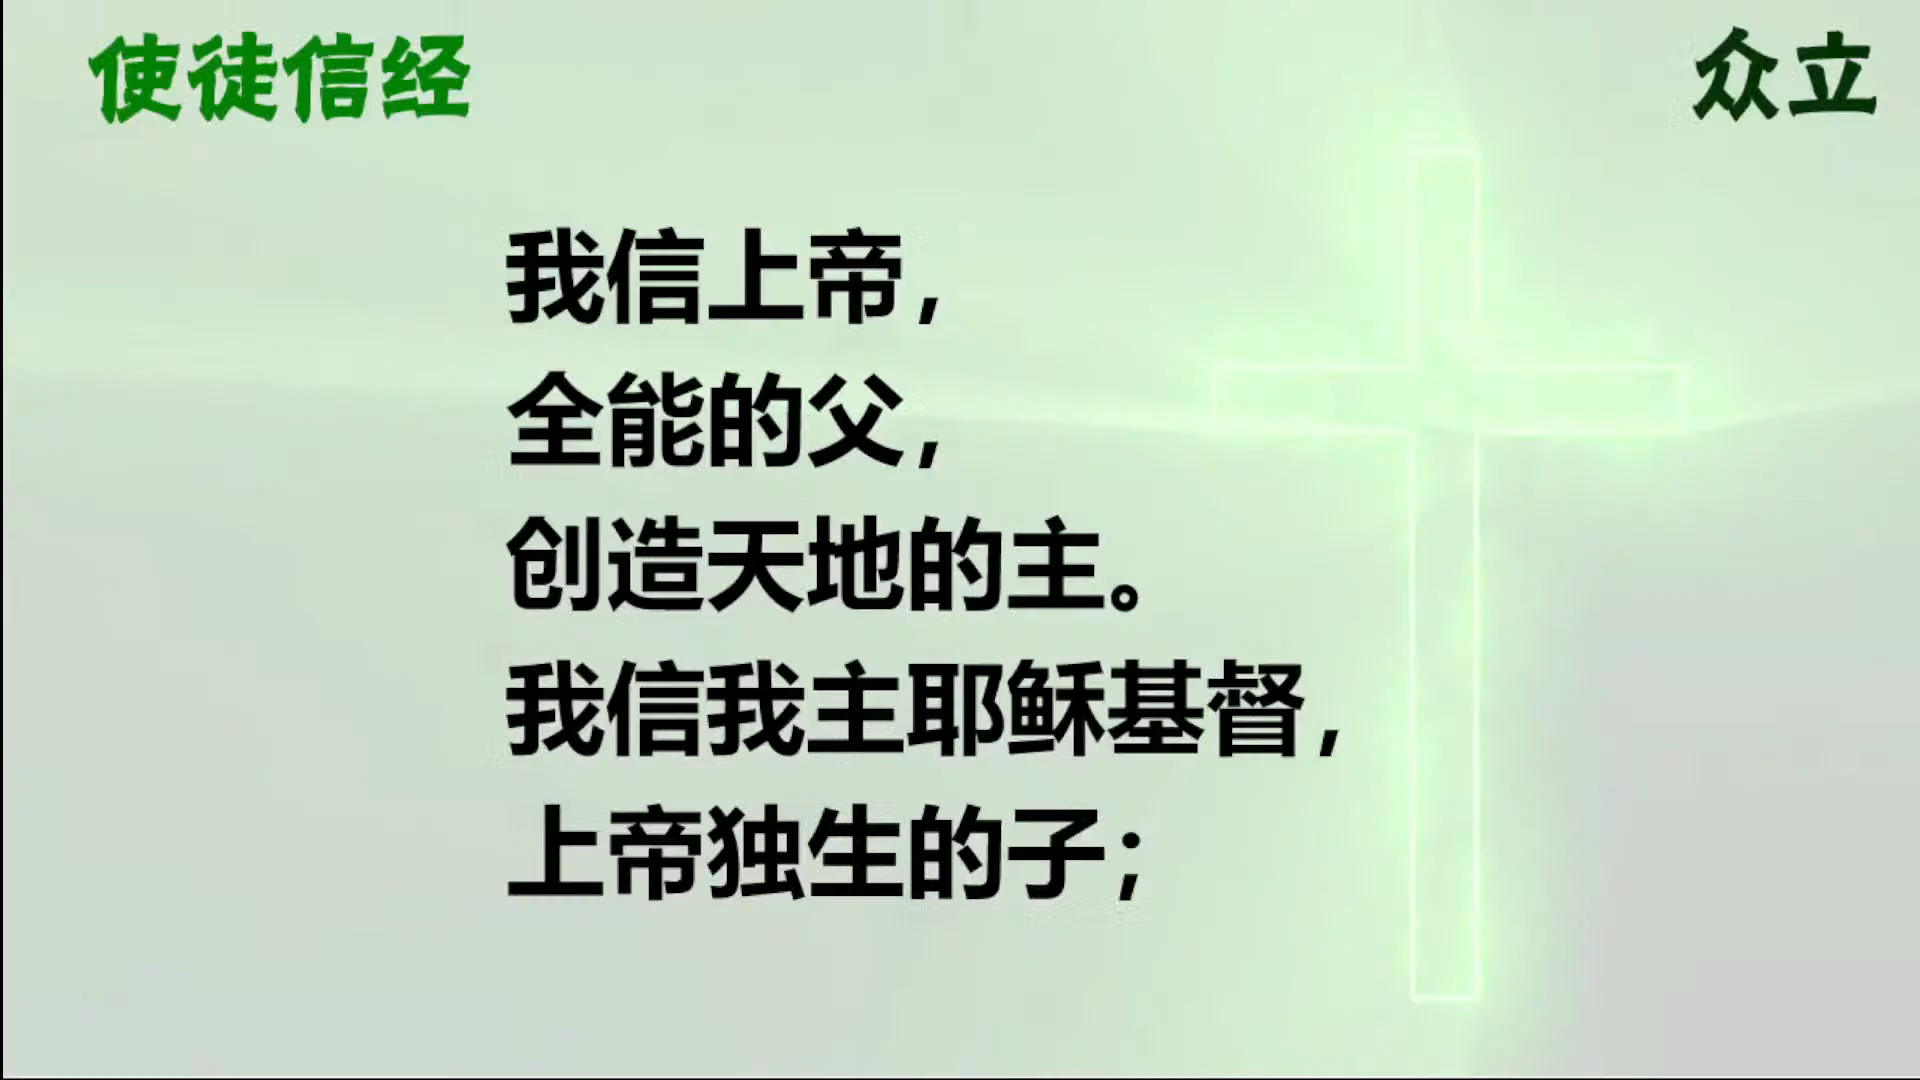 使徒信经
众立
我信上帝，
全能的父，
创造天地的主。
我信我主耶稣基督，
上帝独生的子；